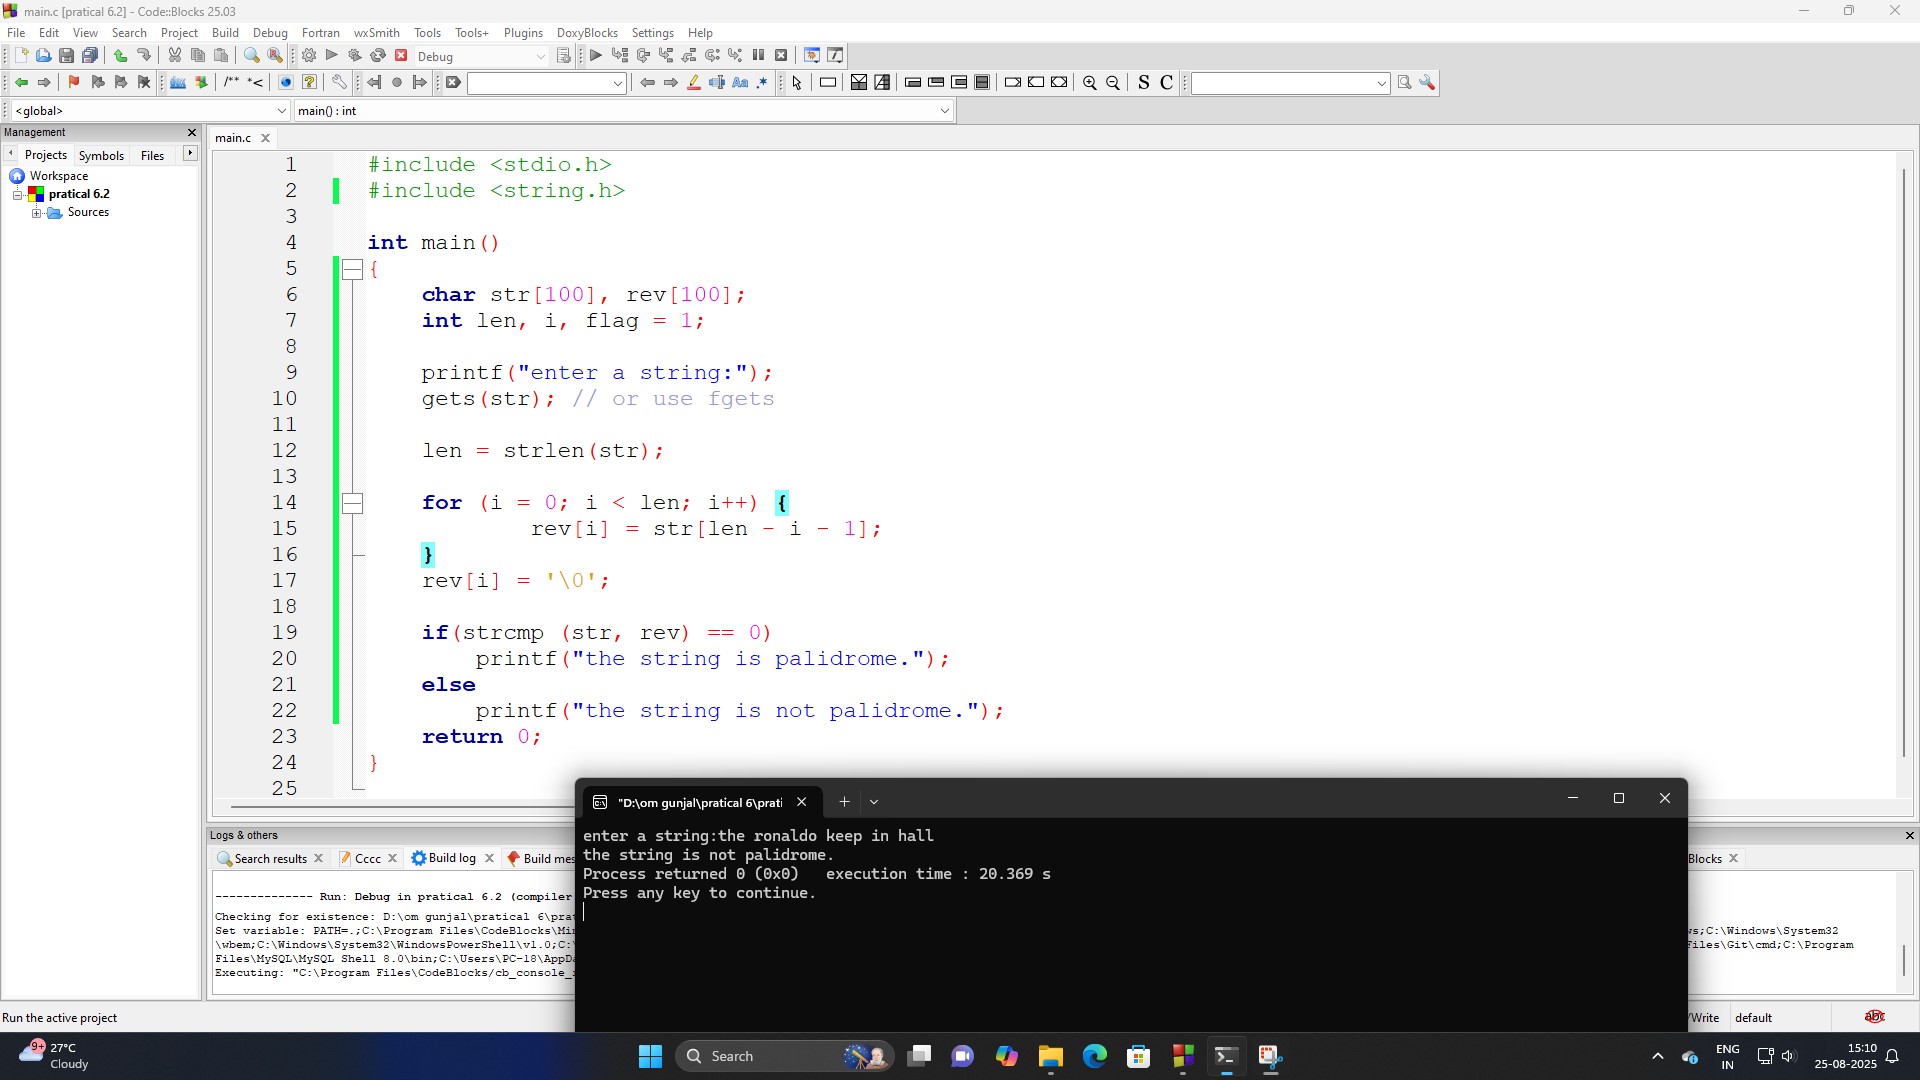 main.c [pratical 6.2] - Code::Blocks 25.03
File Edit View Search Project Build Debug Fortran wxSmith Tools Tools+ Plugins DoxyBlocks Settings Help
Debug
/** *< Aa .* S C
<global> main() : int
Management
Projects Symbols Files
Workspace
pratical 6.2
Sources
main.c
1 #include <stdio.h>
2 #include <string.h>
3
4 int main()
5 {
6 char str[100], rev[100];
7 int len, i, flag = 1;
8
9 printf("enter a string:");
10 gets(str); // or use fgets
11
12 len = strlen(str);
13
14 for (i = 0; i < len; i++) {
15 rev[i] = str[len - i - 1];
16 }
17 rev[i] = '\0';
18
19 if(strcmp (str, rev) == 0)
20 printf("the string is palidrome.");
21 else
22 printf("the string is not palidrome.");
23 return 0;
24 }
25
Logs & others
Search results Cccc Build log Build mes Blocks
-------------- Run: Debug in pratical 6.2 (compiler
Checking for existence: D:\om gunjal\pratical 6\prat
Set variable: PATH=.;C:\Program Files\CodeBlocks\Min s;C:\Windows\System32
\wbem;C:\Windows\System32\WindowsPowerShell\v1.0;C:\ Files\Git\cmd;C:\Program
Files\MySQL\MySQL Shell 8.0\bin;C:\Users\PC-18\AppDa
Executing: "C:\Program Files\CodeBlocks/cb_console_
"D:\om gunjal\pratical 6\prati
enter a string:the ronaldo keep in hall
the string is not palidrome.
Process returned 0 (0x0) execution time : 20.369 s
Press any key to continue.
Run the active project
/Write default abc
9+ 27°C
Cloudy
Search
ENG
IN
15:10
25-08-2025